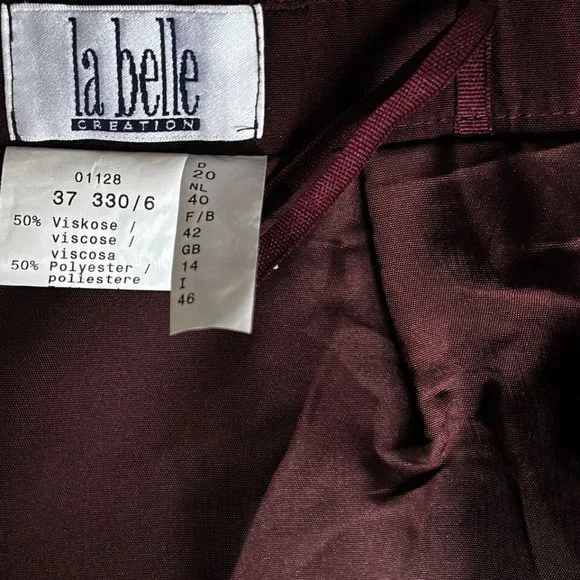 la belle
CREATION
01128
37 330/6
50% Viskose /
viscose /
viscosa
50% Polyester /
poliestere
D
20
NL
40
F/B
42
GB
14
I
46